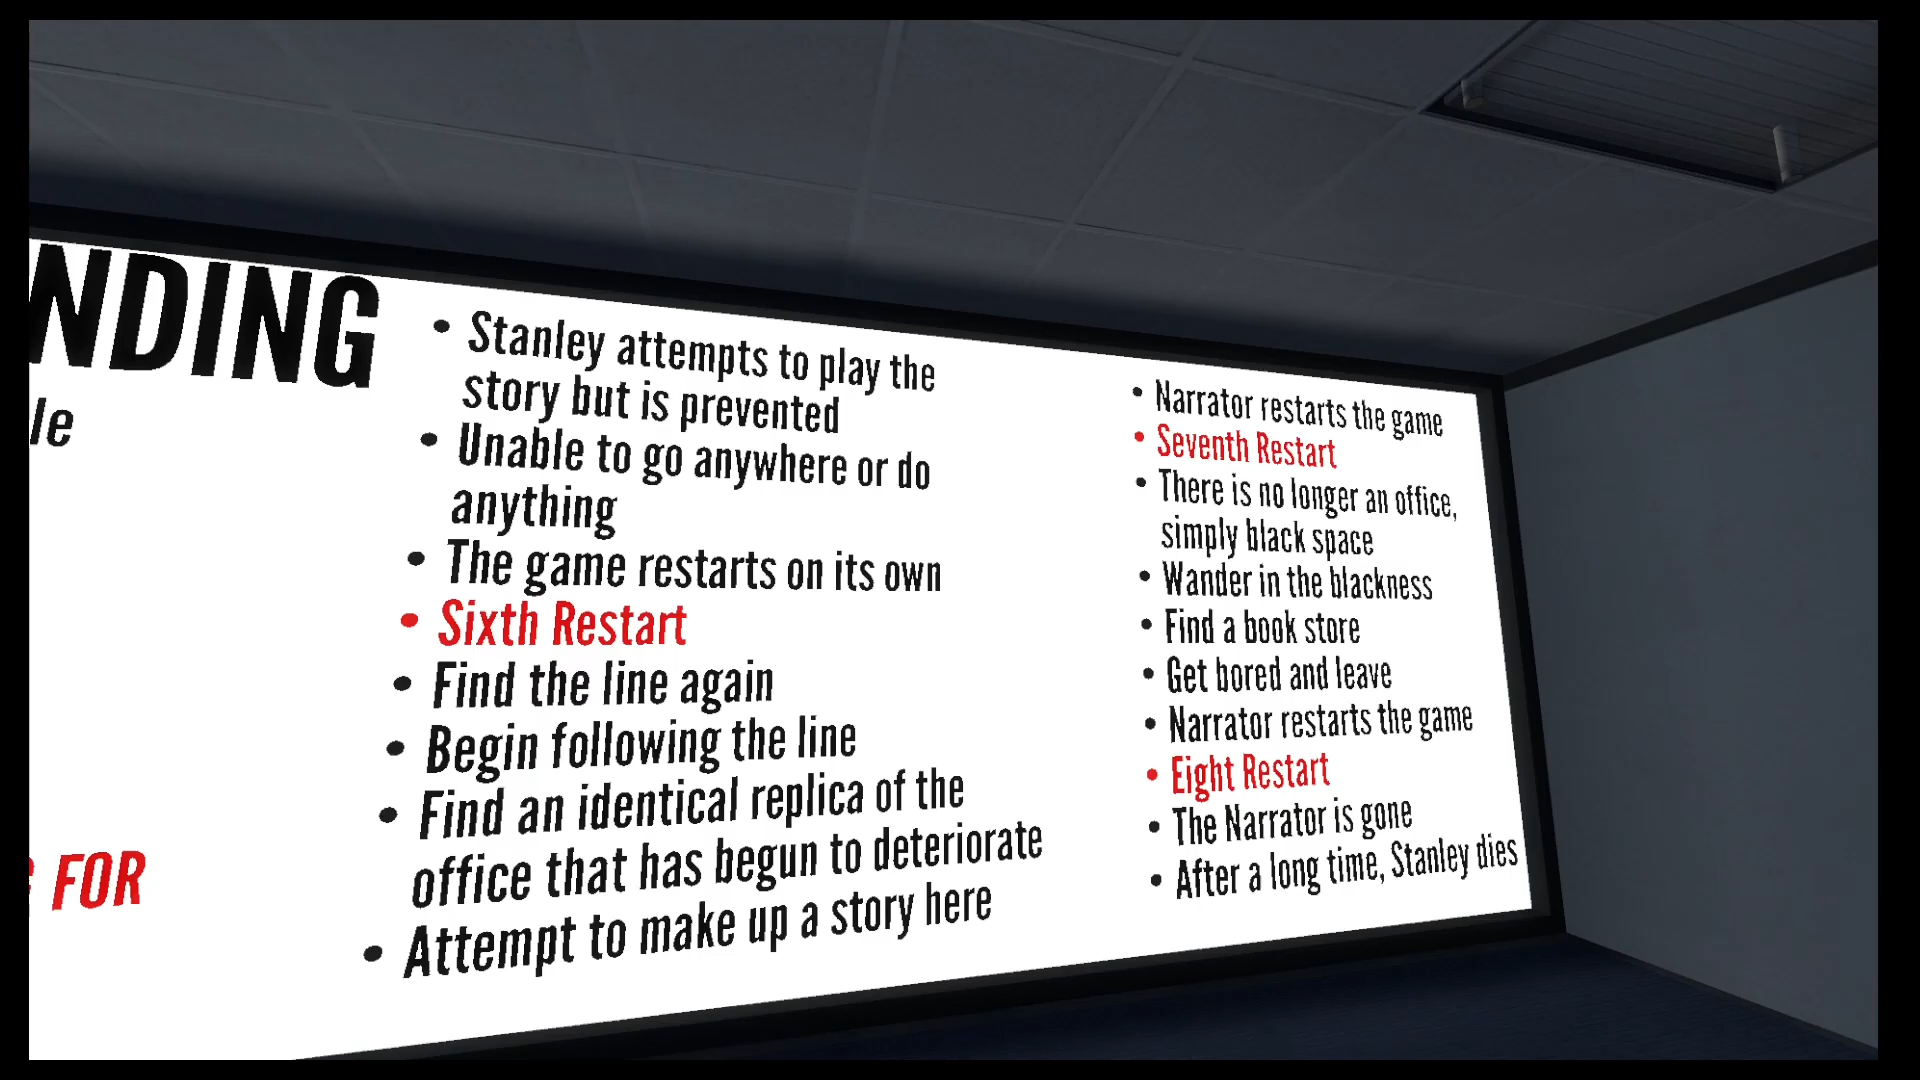 NDING
le
FOR
• Stanley attempts to play the
story but is prevented
• Unable to go anywhere or do
anything
• The game restarts on its own
• Sixth Restart
• Find the line again
• Begin following the line
• Find an identical replica of the
office that has begun to deteriorate
• Attempt to make up a story here
• Narrator restarts the game
• Seventh Restart
• There is no longer an office,
simply black space
• Wander in the blackness
• Find a book store
• Get bored and leave
• Narrator restarts the game
• Eight Restart
• The Narrator is gone
• After a long time, Stanley dies